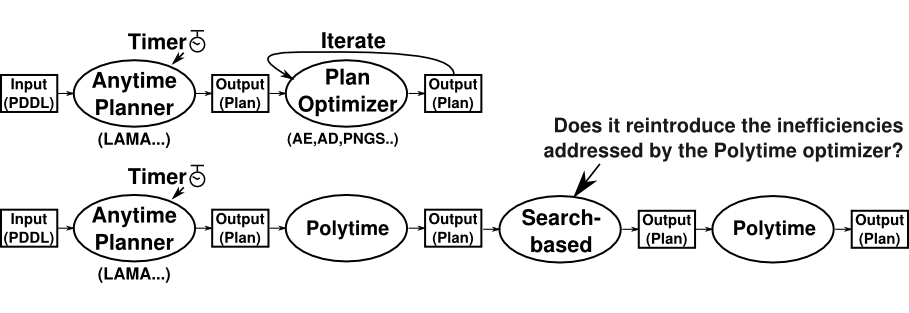 Timer
Iterate
Input
(PDDL)
Anytime
Planner
(LAMA...)
Output
(Plan)
Plan
Optimizer
(AE,AD,PNGS..)
Output
(Plan)
Does it reintroduce the inefficiencies
addressed by the Polytime optimizer?
Timer
Input
(PDDL)
Anytime
Planner
(LAMA...)
Output
(Plan)
Polytime
Output
(Plan)
Search-
based
Output
(Plan)
Polytime
Output
(Plan)